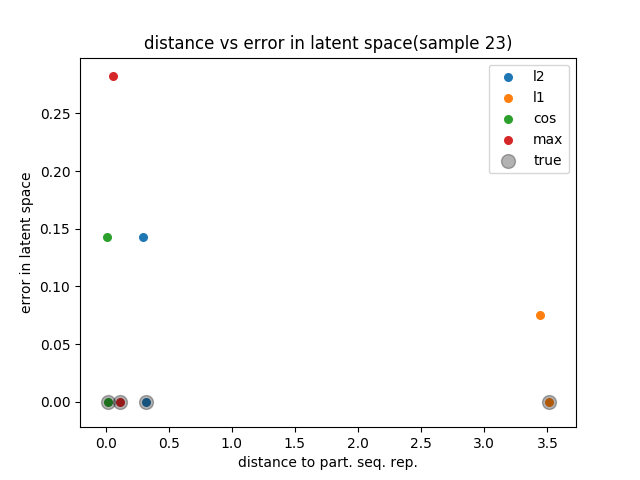 distance vs error in latent space(sample 23)
error in latent space
0.25
0.20
0.15
0.10
0.05
0.00
l2
l1
cos
max
true
0.0 0.5 1.0 1.5 2.0 2.5 3.0 3.5
distance to part. seq. rep.